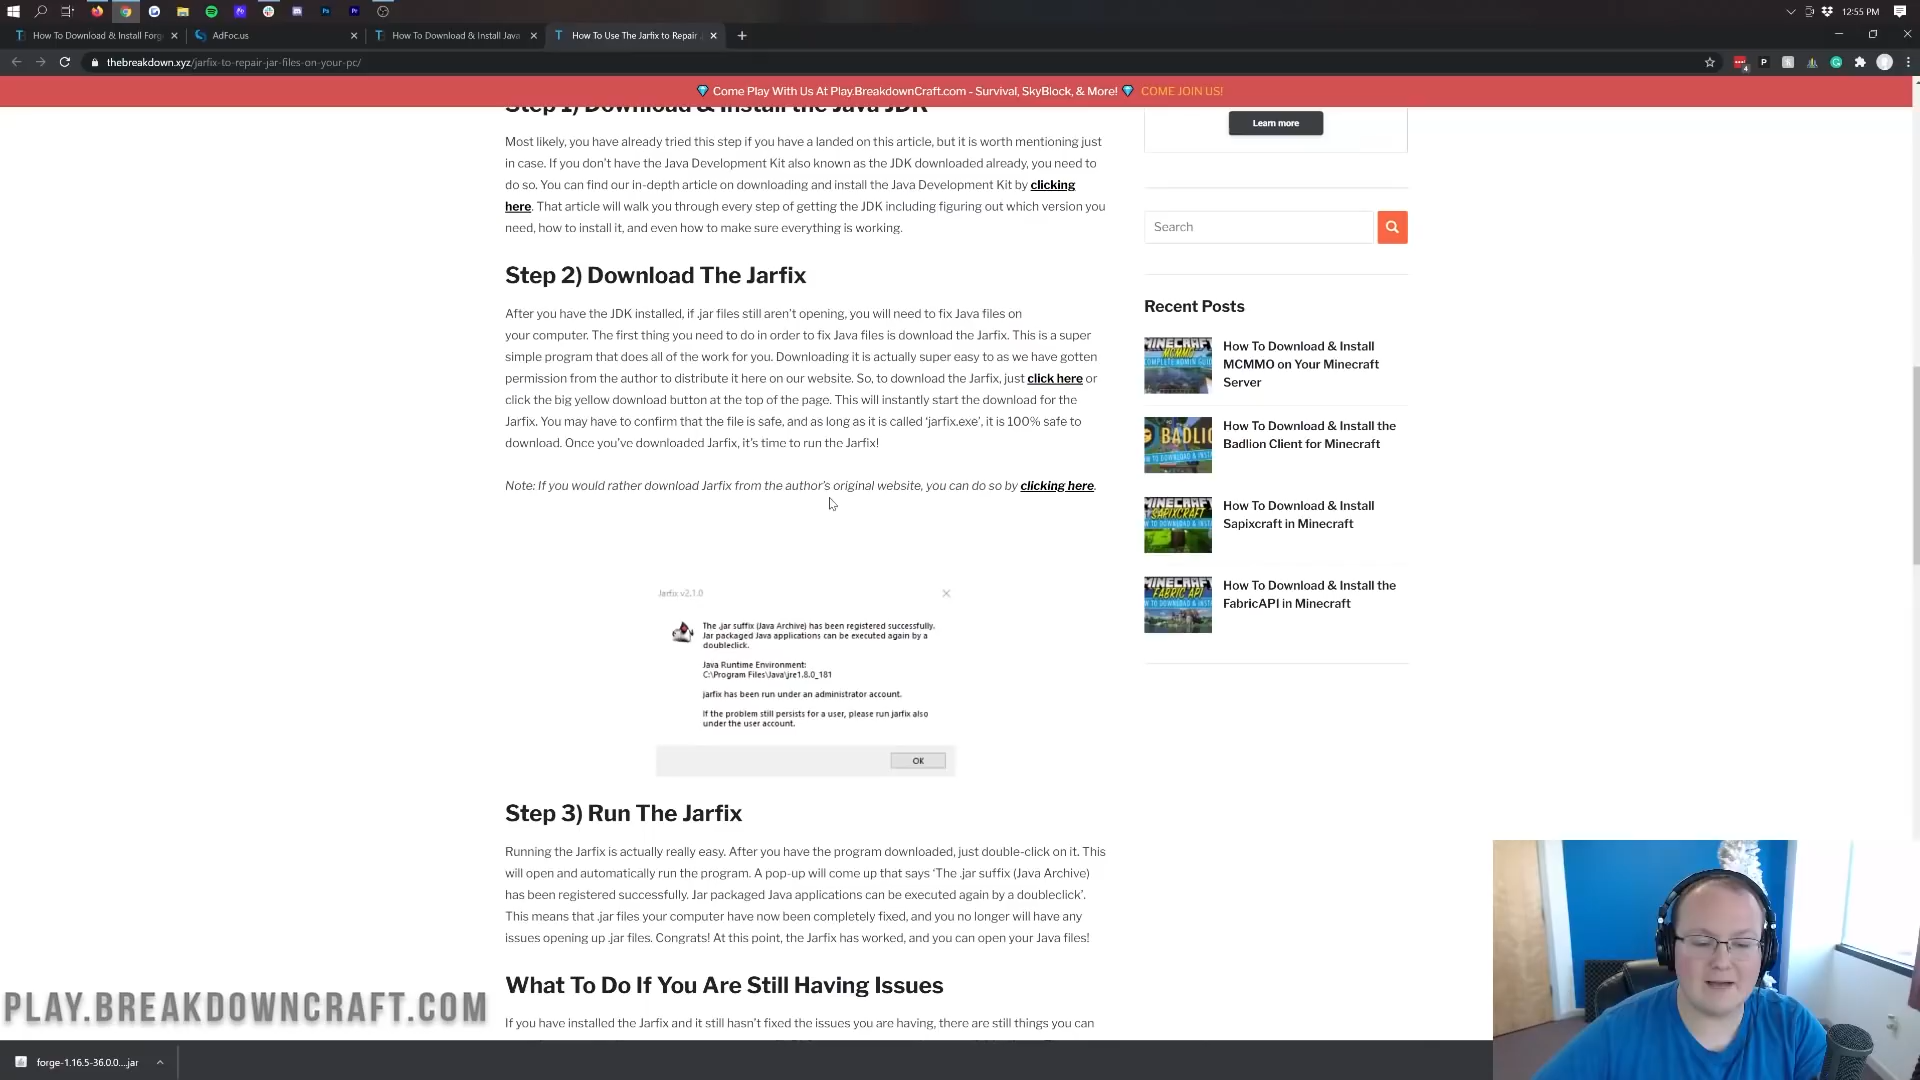 12:55 PM
How To Download & Install Forg
AdFoc.us
How To Download & Install Java
How To Use The Jarfix to Repair
thebreakdown.xyz/jarfix-to-repair-jar-files-on-your-pc/
Come Play With Us At Play.BreakdownCraft.com - Survival, SkyBlock, & More! COME JOIN US!
Step 1) Download & Install the Java JDK
Most likely, you have already tried this step if you have a landed on this article, but it is worth mentioning just
in case. If you don't have the Java Development Kit also known as the JDK downloaded already, you need to
do so. You can find our in-depth article on downloading and install the Java Development Kit by clicking
here. That article will walk you through every step of getting the JDK including figuring out which version you
need, how to install it, and even how to make sure everything is working.
Step 2) Download The Jarfix
After you have the JDK installed, if .jar files still aren't opening, you will need to fix Java files on
your computer. The first thing you need to do in order to fix Java files is download the Jarfix. This is a super
simple program that does all of the work for you. Downloading it is actually super easy to as we have gotten
permission from the author to distribute it here on our website. So, to download the Jarfix, just click here or
click the big yellow download button at the top of the page. This will instantly start the download for the
Jarfix. You may have to confirm that the file is safe, and as long as it is called 'jarfix.exe', it is 100% safe to
download. Once you've downloaded Jarfix, it's time to run the Jarfix!
Note: If you would rather download Jarfix from the author's original website, you can do so by clicking here.
Jarfix v2.1.0
The .jar suffix (Java Archive) has been registered successfully.
Jar packaged Java applications can be executed again by a
doubleclick.
Java Runtime Environment:
C:\Program Files\Java\jre1.8.0_181
jarfix has been run under an administrator account.
If the problem still persists for a user, please run jarfix also
under the user account.
OK
Step 3) Run The Jarfix
Running the Jarfix is actually really easy. After you have the program downloaded, just double-click on it. This
will open and automatically run the program. A pop-up will come up that says 'The .jar suffix (Java Archive)
has been registered successfully. Jar packaged Java applications can be executed again by a doubleclick'.
This means that .jar files your computer have now been completely fixed, and you no longer will have any
issues opening up .jar files. Congrats! At this point, the Jarfix has worked, and you can open your Java files!
What To Do If You Are Still Having Issues
If you have installed the Jarfix and it still hasn't fixed the issues you are having, there are still things you can
Learn more
Search
Recent Posts
How To Download & Install
MCMMO on Your Minecraft
Server
How To Download & Install the
Badlion Client for Minecraft
How To Download & Install
Sapixcraft in Minecraft
How To Download & Install the
FabricAPI in Minecraft
PLAY.BREAKDOWNCRAFT.COM
forge-1.16.5-36.0.0....jar